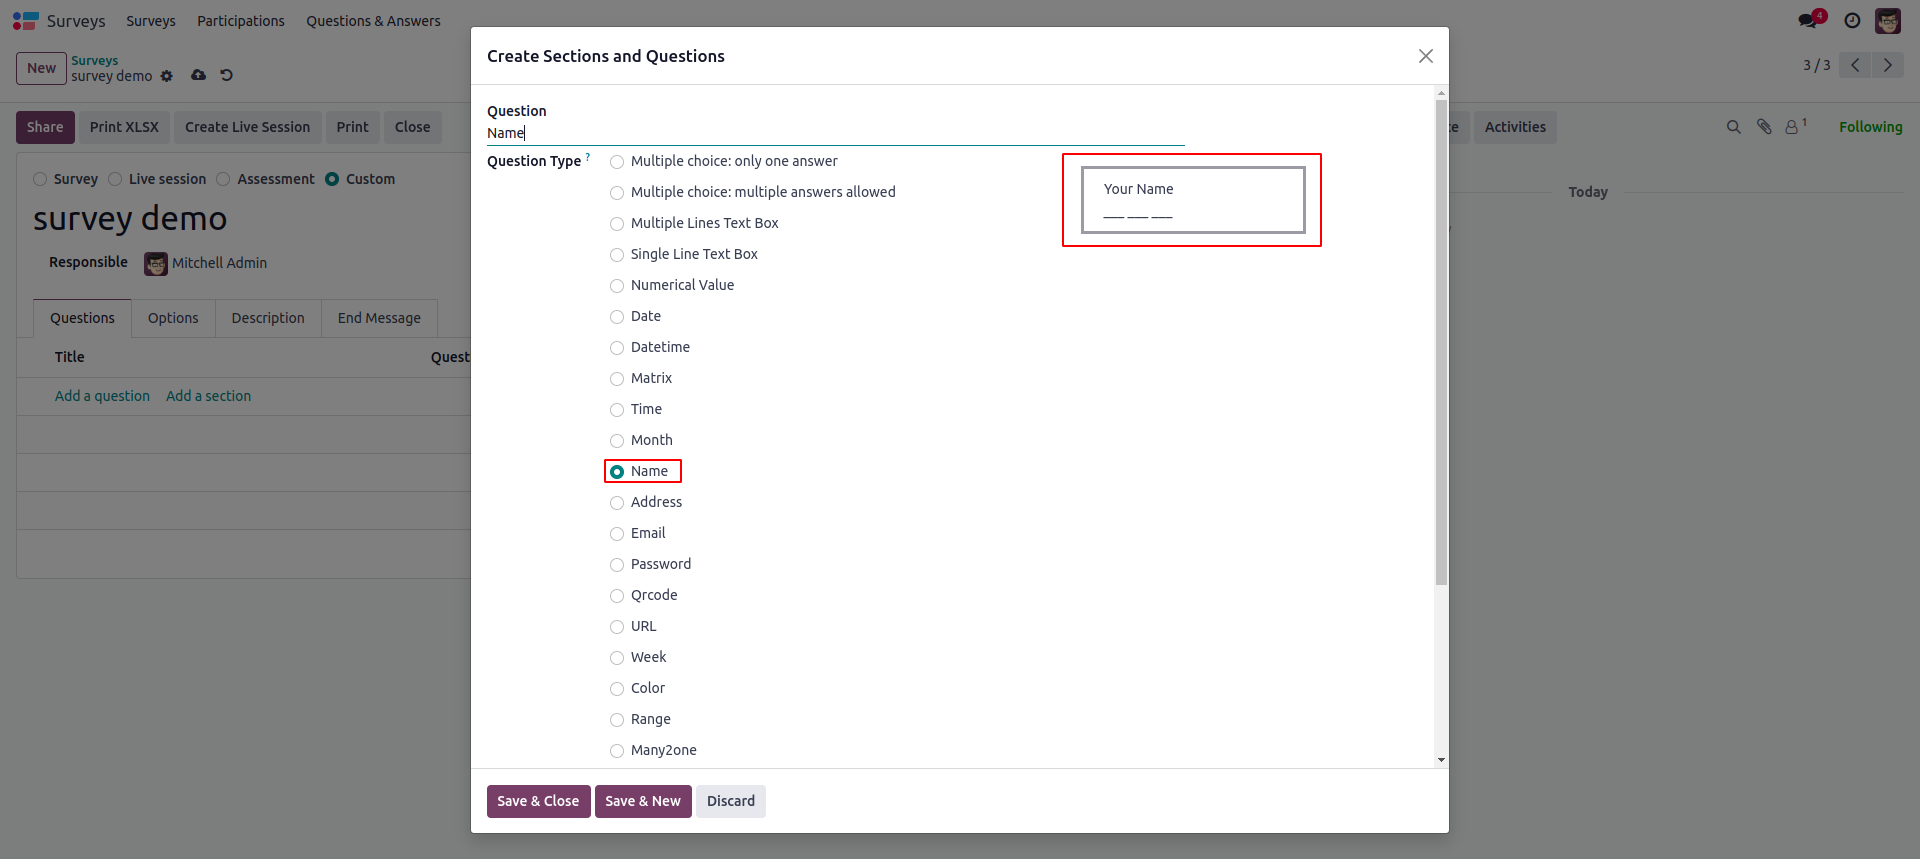 Surveys Surveys Participations Questions & Answers 4
New Surveys
survey demo 3 / 3
Share Print XLSX Create Live Session Print Close Activities 1 Following
Survey Live session Assessment Custom
survey demo
Responsible Mitchell Admin
Questions Options Description End Message
Title Quest
Add a question Add a section
Today
Create Sections and Questions
Question
Name
Question Type ?
Multiple choice: only one answer
Multiple choice: multiple answers allowed
Multiple Lines Text Box
Single Line Text Box
Numerical Value
Date
Datetime
Matrix
Time
Month
Name
Address
Email
Password
Qrcode
URL
Week
Color
Range
Many2one
Your Name
___ ___ ___
Save & Close Save & New Discard